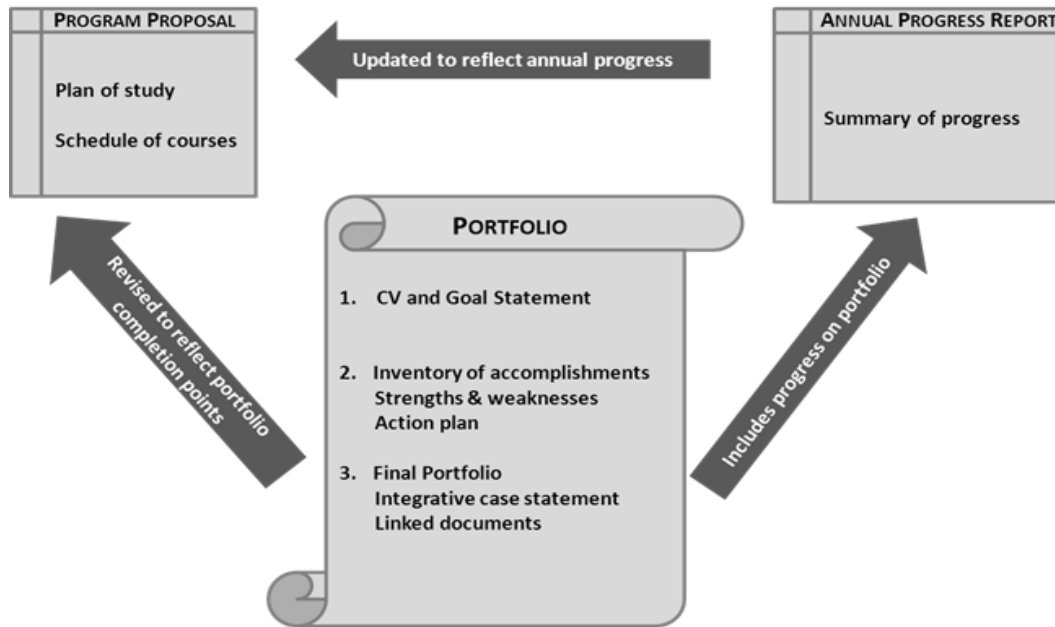 PROGRAM PROPOSAL
Plan of study
Schedule of courses
Updated to reflect annual progress
ANNUAL PROGRESS REPORT
Summary of progress
Revised to reflect portfolio
completion points
PORTFOLIO
1. CV and Goal Statement
2. Inventory of accomplishments
Strengths & weaknesses
Action plan
3. Final Portfolio
Integrative case statement
Linked documents
Includes progress on portfolio